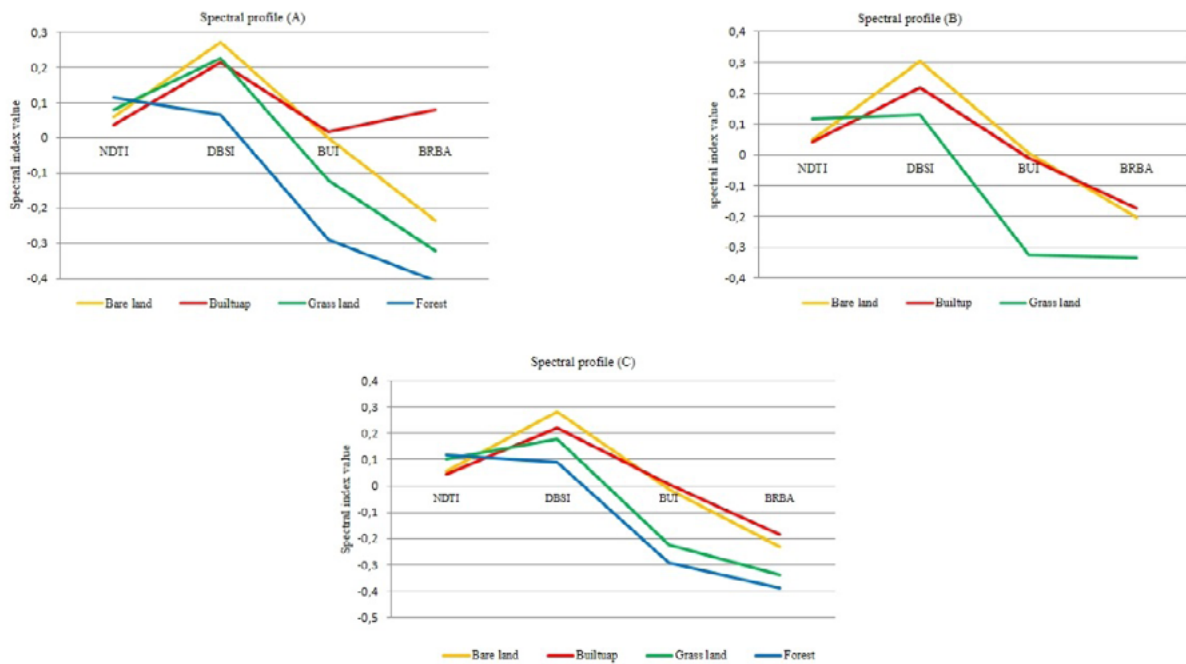 Spectral profile (A)
Spectral index value
0,3
0,2
0,1
0
-0,1
-0,2
-0,3
-0,4
NDTI DBSI BUI BRBA
Bare land Builtuap Grass land Forest
Spectral profile (B)
spectral index value
0,4
0,3
0,2
0,1
0
-0,1
-0,2
-0,3
-0,4
NDTI DBSI BUI BRBA
Bare land Builtup Grass land
Spectral profile (C)
Spectral index value
0,4
0,3
0,2
0,1
0
-0,1
-0,2
-0,3
-0,4
-0,5
NDTI DBSI BUI BRBA
Bare land Builtuap Grass land Forest